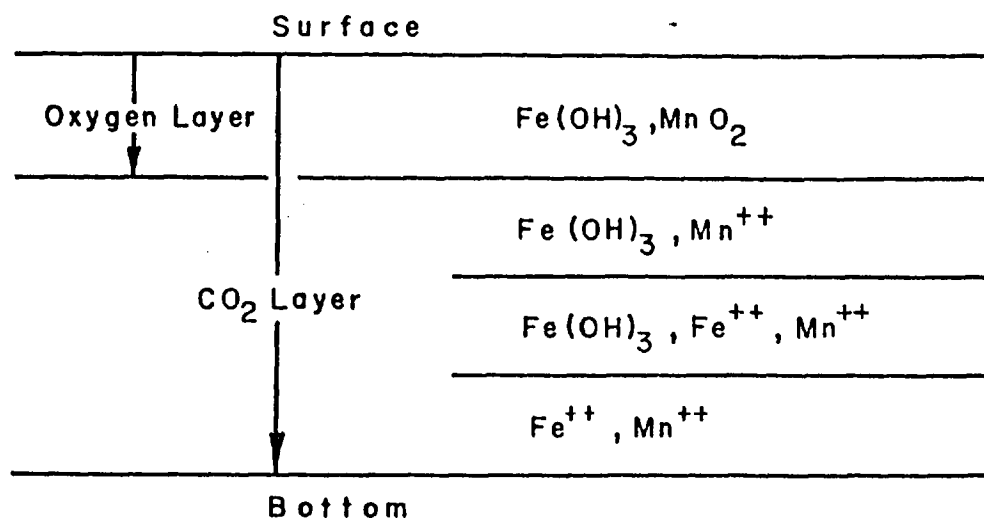 Surface
Oxygen Layer
Fe(OH)3, MnO2
Fe(OH)3, Mn++
CO2 Layer
Fe(OH)3, Fe++, Mn++
Fe++, Mn++
Bottom